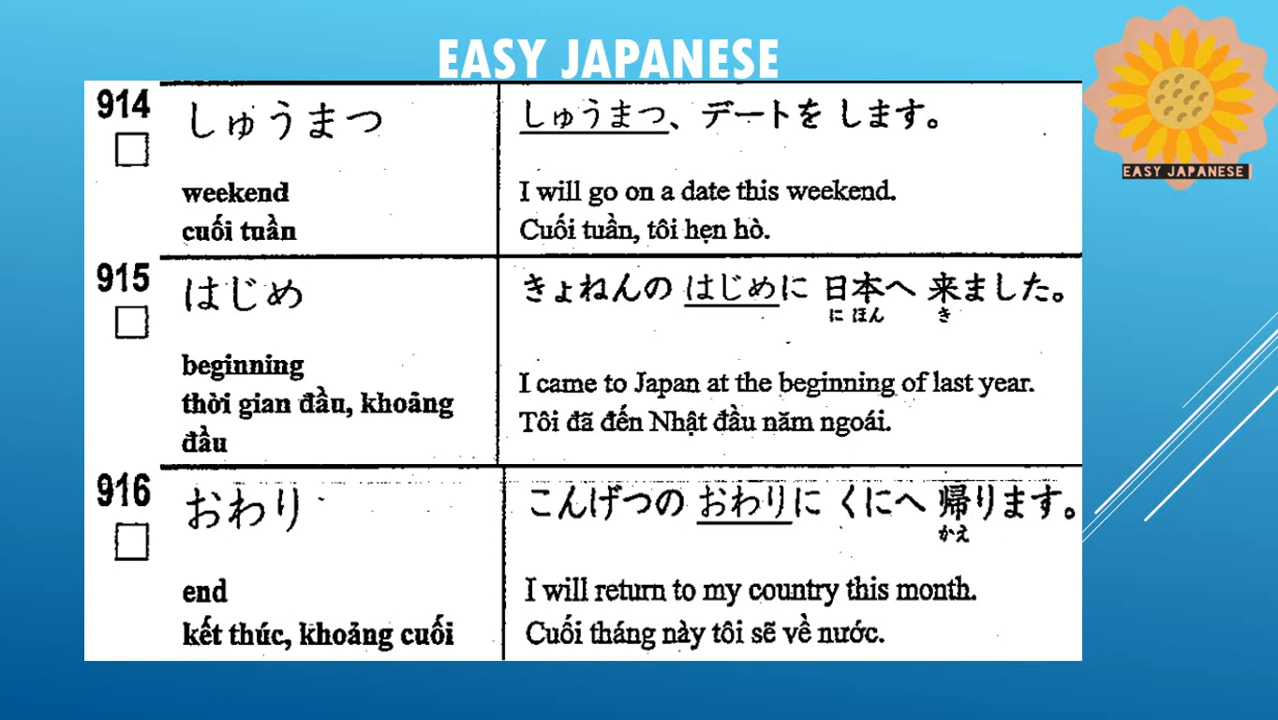 EASY JAPANESE
EASY JAPANESE
914
しゅうまつ
weekend
cuối tuần
しゅうまつ、デートを します。
I will go on a date this weekend.
Cuối tuần, tôi hẹn hò.
915
はじめ
beginning
thời gian đầu, khoảng
đầu
きょねんの はじめに 日本へ 来ました。
に ほん き
I came to Japan at the beginning of last year.
Tôi đã đến Nhật đầu năm ngoái.
916
おわり
end
kết thúc, khoảng cuối
こんげつの おわりに くにへ 帰ります。
かえ
I will return to my country this month.
Cuối tháng này tôi sẽ về nước.